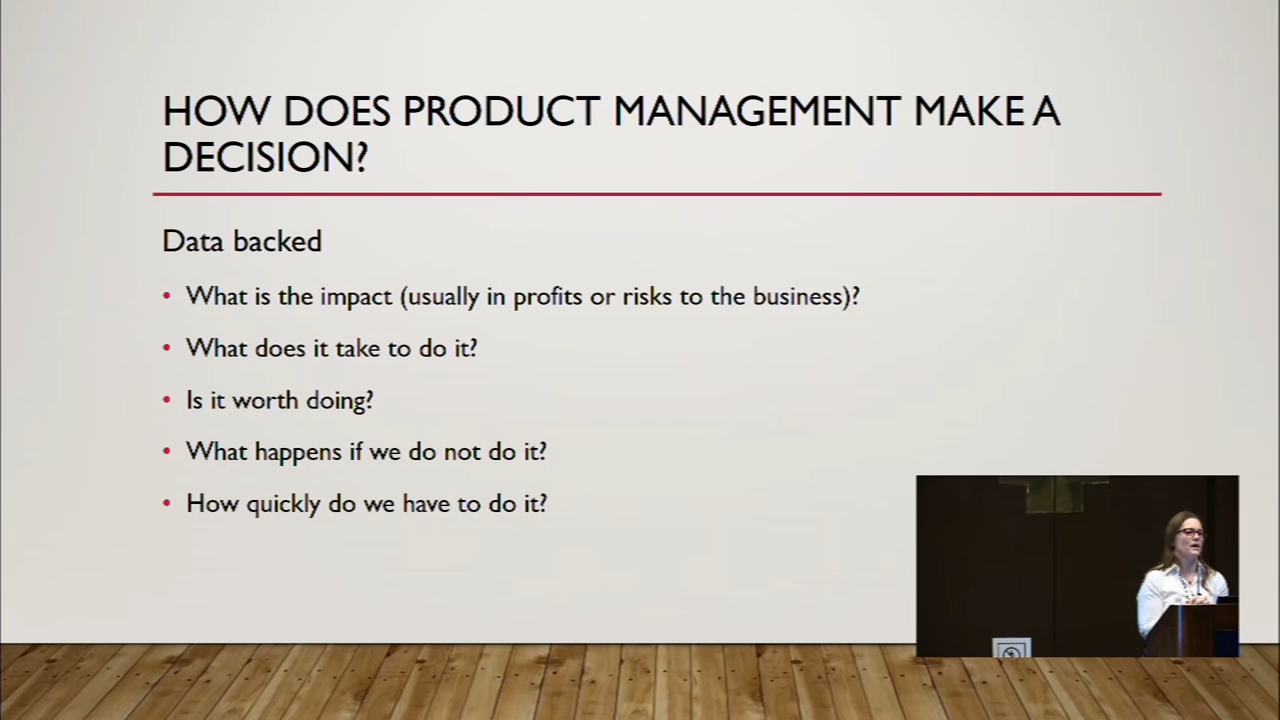 HOW DOES PRODUCT MANAGEMENT MAKE A
DECISION?
Data backed
• What is the impact (usually in profits or risks to the business)?
• What does it take to do it?
• Is it worth doing?
• What happens if we do not do it?
• How quickly do we have to do it?